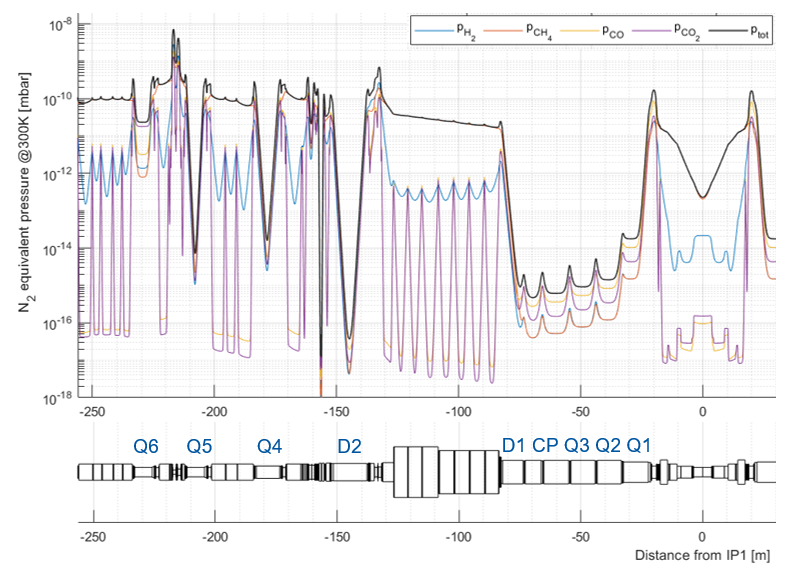 p_H2 p_CH4 p_CO p_CO2 p_tot
N2 equivalent pressure @300K [mbar]
10^-8
10^-10
10^-12
10^-14
10^-16
10^-18
-250 -200 -150 -100 -50 0
Q6 Q5 Q4 D2 D1 CP Q3 Q2 Q1
-250 -200 -150 -100 -50 0
Distance from IP1 [m]